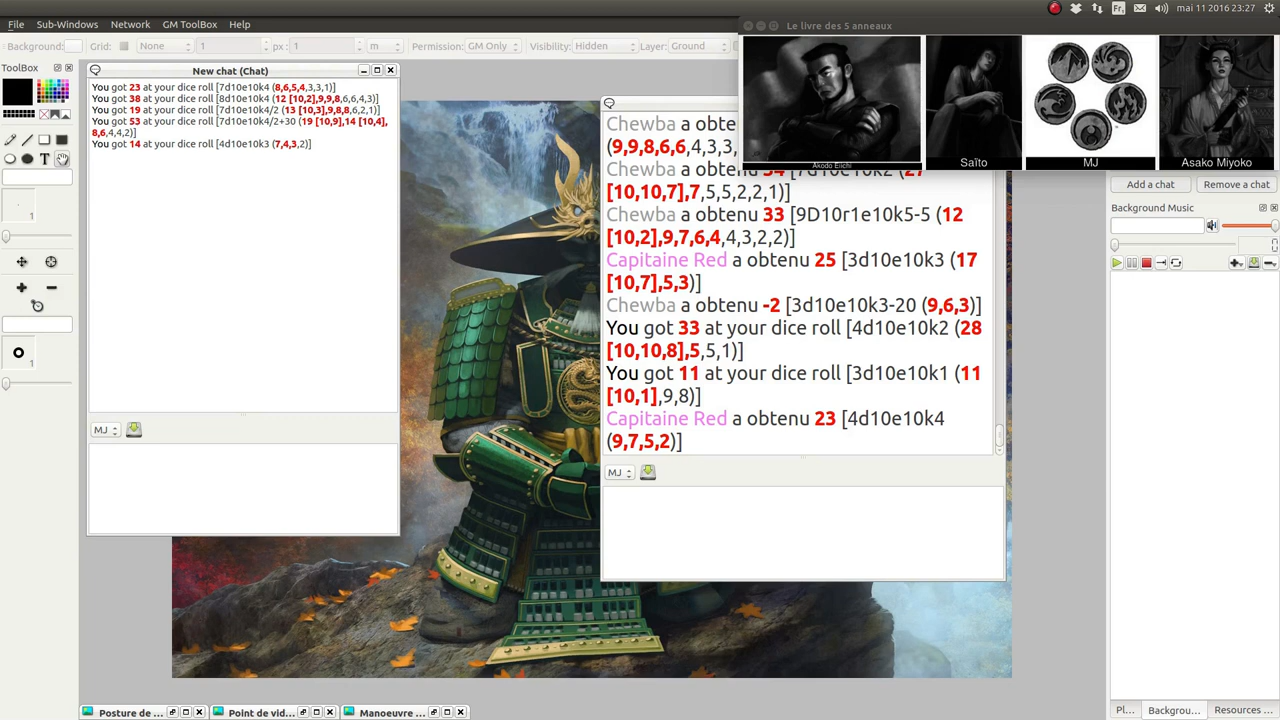 mai 11 2016 23:27
Fr
File Sub-Windows Network GM ToolBox Help
Le livre des 5 anneaux
Background: Grid: None 1 px: 1 m Permission: GM Only Visibility: Hidden Layer: Ground
ToolBox
New chat (Chat)
You got 23 at your dice roll [7d10e10k4 (8,6,5,4,3,3,1)]
You got 38 at your dice roll [8d10e10k4 (12 [10,2],9,9,8,6,6,4,3)]
You got 19 at your dice roll [7d10e10k4/2 (13 [10,3],9,8,8,6,2,1)]
You got 53 at your dice roll [7d10e10k4/2+30 (19 [10,9],14 [10,4],
8,6,4,4,2)]
You got 14 at your dice roll [4d10e10k3 (7,4,3,2)]
MJ
Chewba a obte
(9,9,8,6,6,4,3,3,
Chewba a obtenu 54 [7d10e10k2 (27
[10,10,7],7,5,5,2,2,1)]
Chewba a obtenu 33 [9D10r1e10k5-5 (12
[10,2],9,7,6,4,4,3,2,2)]
Capitaine Red a obtenu 25 [3d10e10k3 (17
[10,7],5,3)]
Chewba a obtenu -2 [3d10e10k3-20 (9,6,3)]
You got 33 at your dice roll [4d10e10k2 (28
[10,10,8],5,5,1)]
You got 11 at your dice roll [3d10e10k1 (11
[10,1],9,8)]
Capitaine Red a obtenu 23 [4d10e10k4
(9,7,5,2)]
MJ
Akodo Eiichi
Saïto
MJ
Asako Miyoko
Add a chat Remove a chat
Background Music
0
1
1
Posture de ...
Point de vid...
Manoeuvre ...
Pl... Backgrou... Resources ...